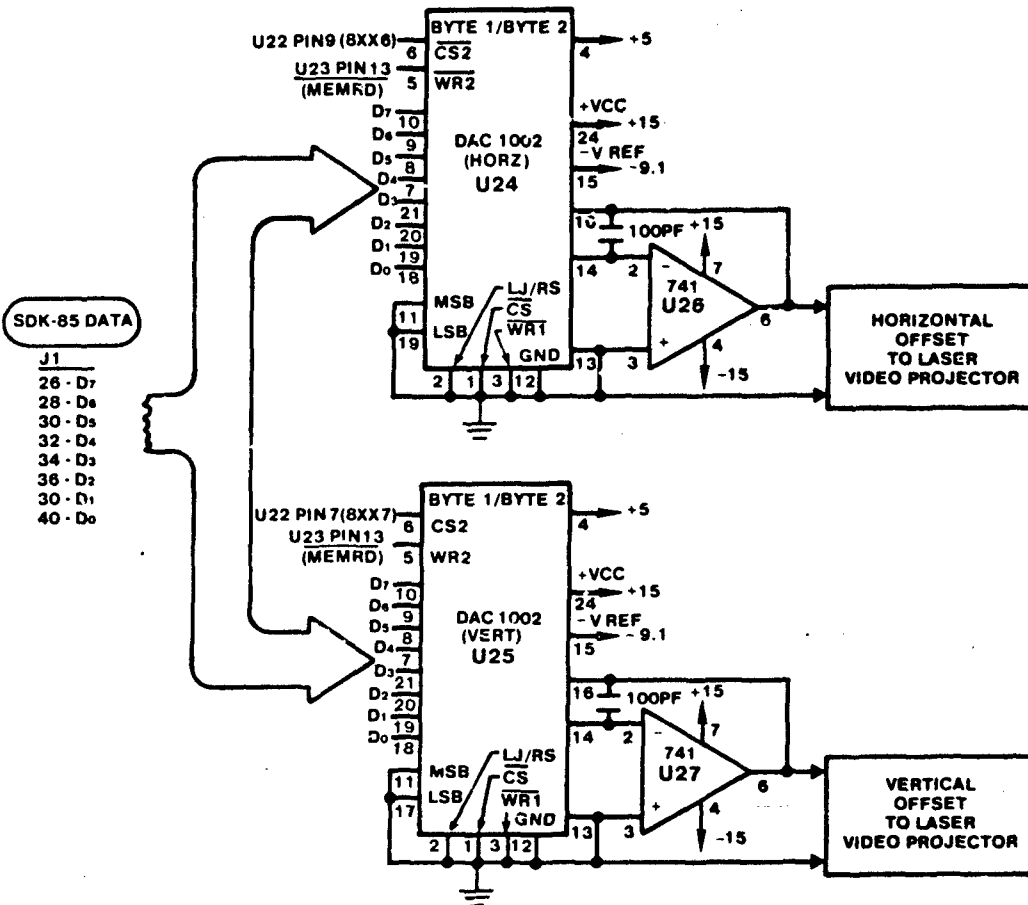 SDK-85 DATA
J1
26 - D7
28 - D6
30 - D5
32 - D4
34 - D3
36 - D2
30 - D1
40 - D0
BYTE 1/BYTE 2
U22 PIN9 (8XX6)
6
CS2
4
+5
U23 PIN13
(MEMRD)
5
WR2
D7
10
D6
9
D5
8
D4
7
D3
21
D2
20
D1
19
D0
18
DAC 1002
(HORZ)
U24
+VCC
+15
24
-V REF
-9.1
15
16
100PF
+15
7
14
2
-
741
U26
6
+
3
4
-15
13
MSB
11
LSB
19
LJ/RS
CS
WR1
GND
2
1
3
12
HORIZONTAL
OFFSET
TO LASER
VIDEO PROJECTOR
BYTE 1/BYTE 2
U22 PIN7(8XX7)
6
CS2
4
+5
U23 PIN13
(MEMRD)
5
WR2
D7
10
D6
9
D5
8
D4
7
D3
21
D2
20
D1
19
D0
18
DAC 1002
(VERT)
U25
+VCC
+15
24
-V REF
-9.1
15
16
100PF
+15
7
14
2
-
741
U27
6
+
3
4
-15
13
MSB
11
LSB
17
LJ/RS
CS
WR1
GND
2
1
3
12
VERTICAL
OFFSET
TO LASER
VIDEO PROJECTOR